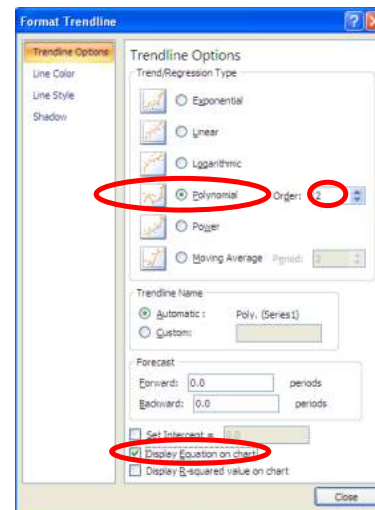 Format Trendline
Trendline Options
Line Color
Line Style
Shadow
Trendline Options
Trend/Regression Type
Exponential
Linear
Logarithmic
Polynomial Order: 2
Power
Moving Average Period: 2
Trendline Name
Automatic : Poly. (Series1)
Custom:
Forecast
Forward: 0.0 periods
Backward: 0.0 periods
Set Intercept = 0.0
Display Equation on chart
Display R-squared value on chart
Close